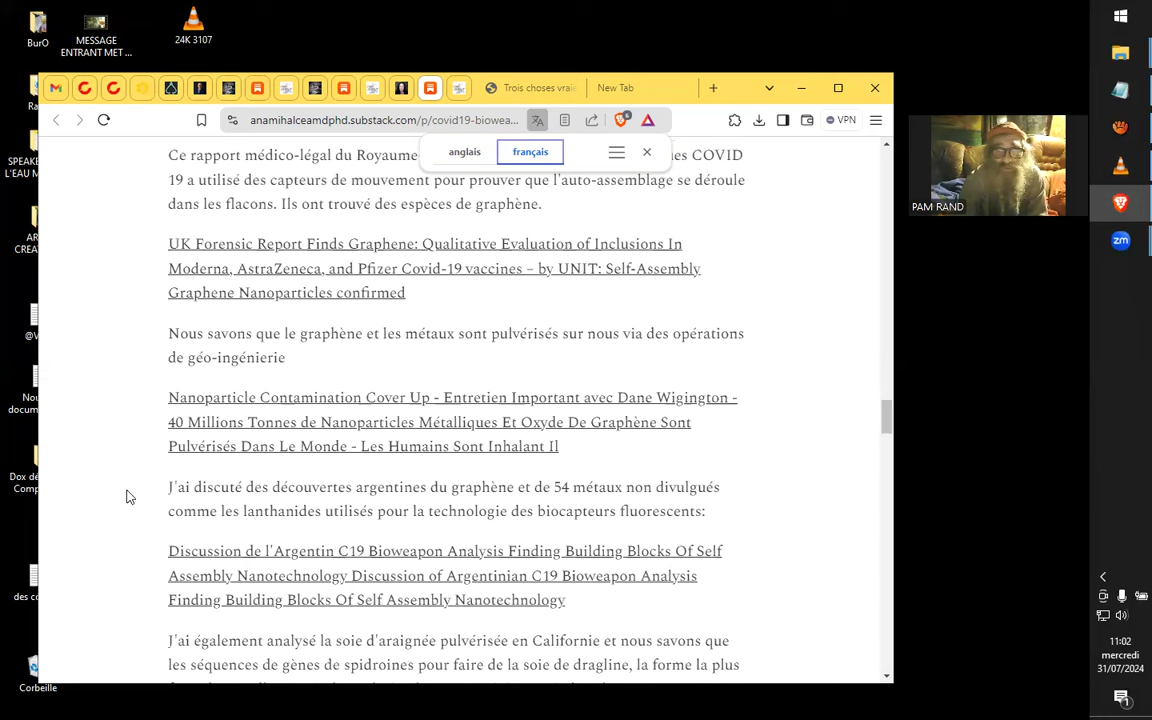 BurO
MESSAGE
ENTRANT MET ...
24K 3107
Trois choses vraie
New Tab
anamihalceamdphd.substack.com/p/covid19-biowea...
VPN
anglais
français
Ce rapport médico-légal du Royaume
es COVID
19 a utilisé des capteurs de mouvement pour prouver que l'auto-assemblage se déroule
dans les flacons. Ils ont trouvé des espèces de graphène.
UK Forensic Report Finds Graphene: Qualitative Evaluation of Inclusions In
Moderna, AstraZeneca, and Pfizer Covid-19 vaccines – by UNIT: Self-Assembly
Graphene Nanoparticles confirmed
Nous savons que le graphène et les métaux sont pulvérisés sur nous via des opérations
de géo-ingénierie
Nanoparticle Contamination Cover Up - Entretien Important avec Dane Wigington -
40 Millions Tonnes de Nanoparticles Métalliques Et Oxyde De Graphène Sont
Pulvérisés Dans Le Monde - Les Humains Sont Inhalant Il
J'ai discuté des découvertes argentines du graphène et de 54 métaux non divulgués
comme les lanthanides utilisés pour la technologie des biocapteurs fluorescents:
Discussion de l'Argentin C19 Bioweapon Analysis Finding Building Blocks Of Self
Assembly Nanotechnology Discussion of Argentinian C19 Bioweapon Analysis
Finding Building Blocks Of Self Assembly Nanotechnology
J'ai également analysé la soie d'araignée pulvérisée en Californie et nous savons que
les séquences de gènes de spidroines pour faire de la soie de dragline, la forme la plus
Ra
SPEAKE
L'EAU M
AR
CREA
@W
Nou
docum
Dox dé
Comp
des co
Corbeille
PAM RAND
zm
11:02
mercredi
31/07/2024
1